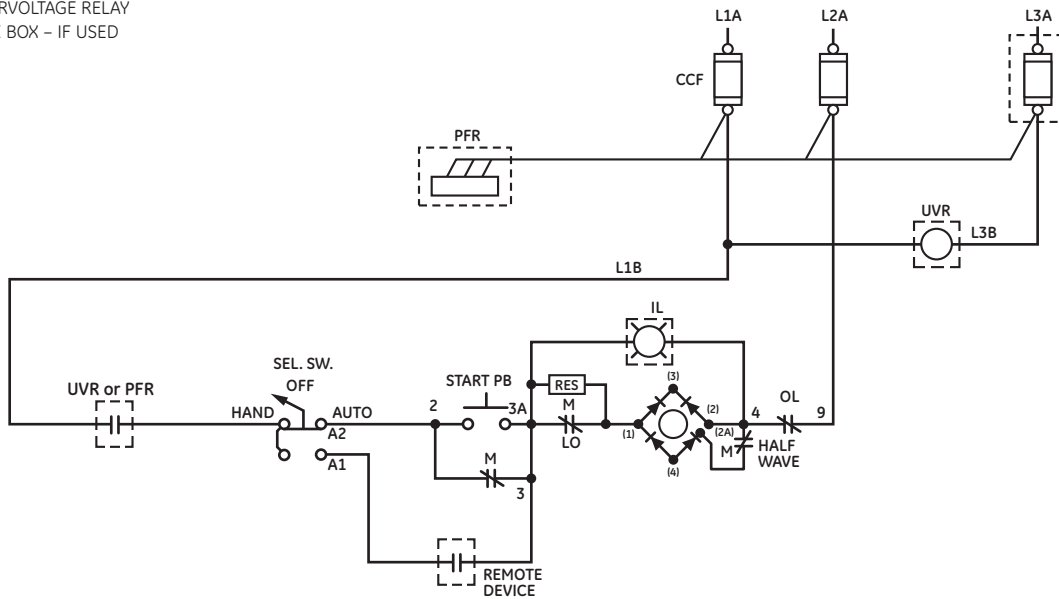 RVOLTAGE RELAY
BOX – IF USED
L1A
L2A
L3A
CCF
PFR
UVR
L3B
L1B
IL
SEL. SW.
OFF
UVR or PFR
HAND
AUTO
A2
A1
START PB
2
3A
RES
M
LO
(3)
(1)
(2)
(2A)
(4)
4
OL
9
M
HALF
WAVE
M
3
REMOTE
DEVICE